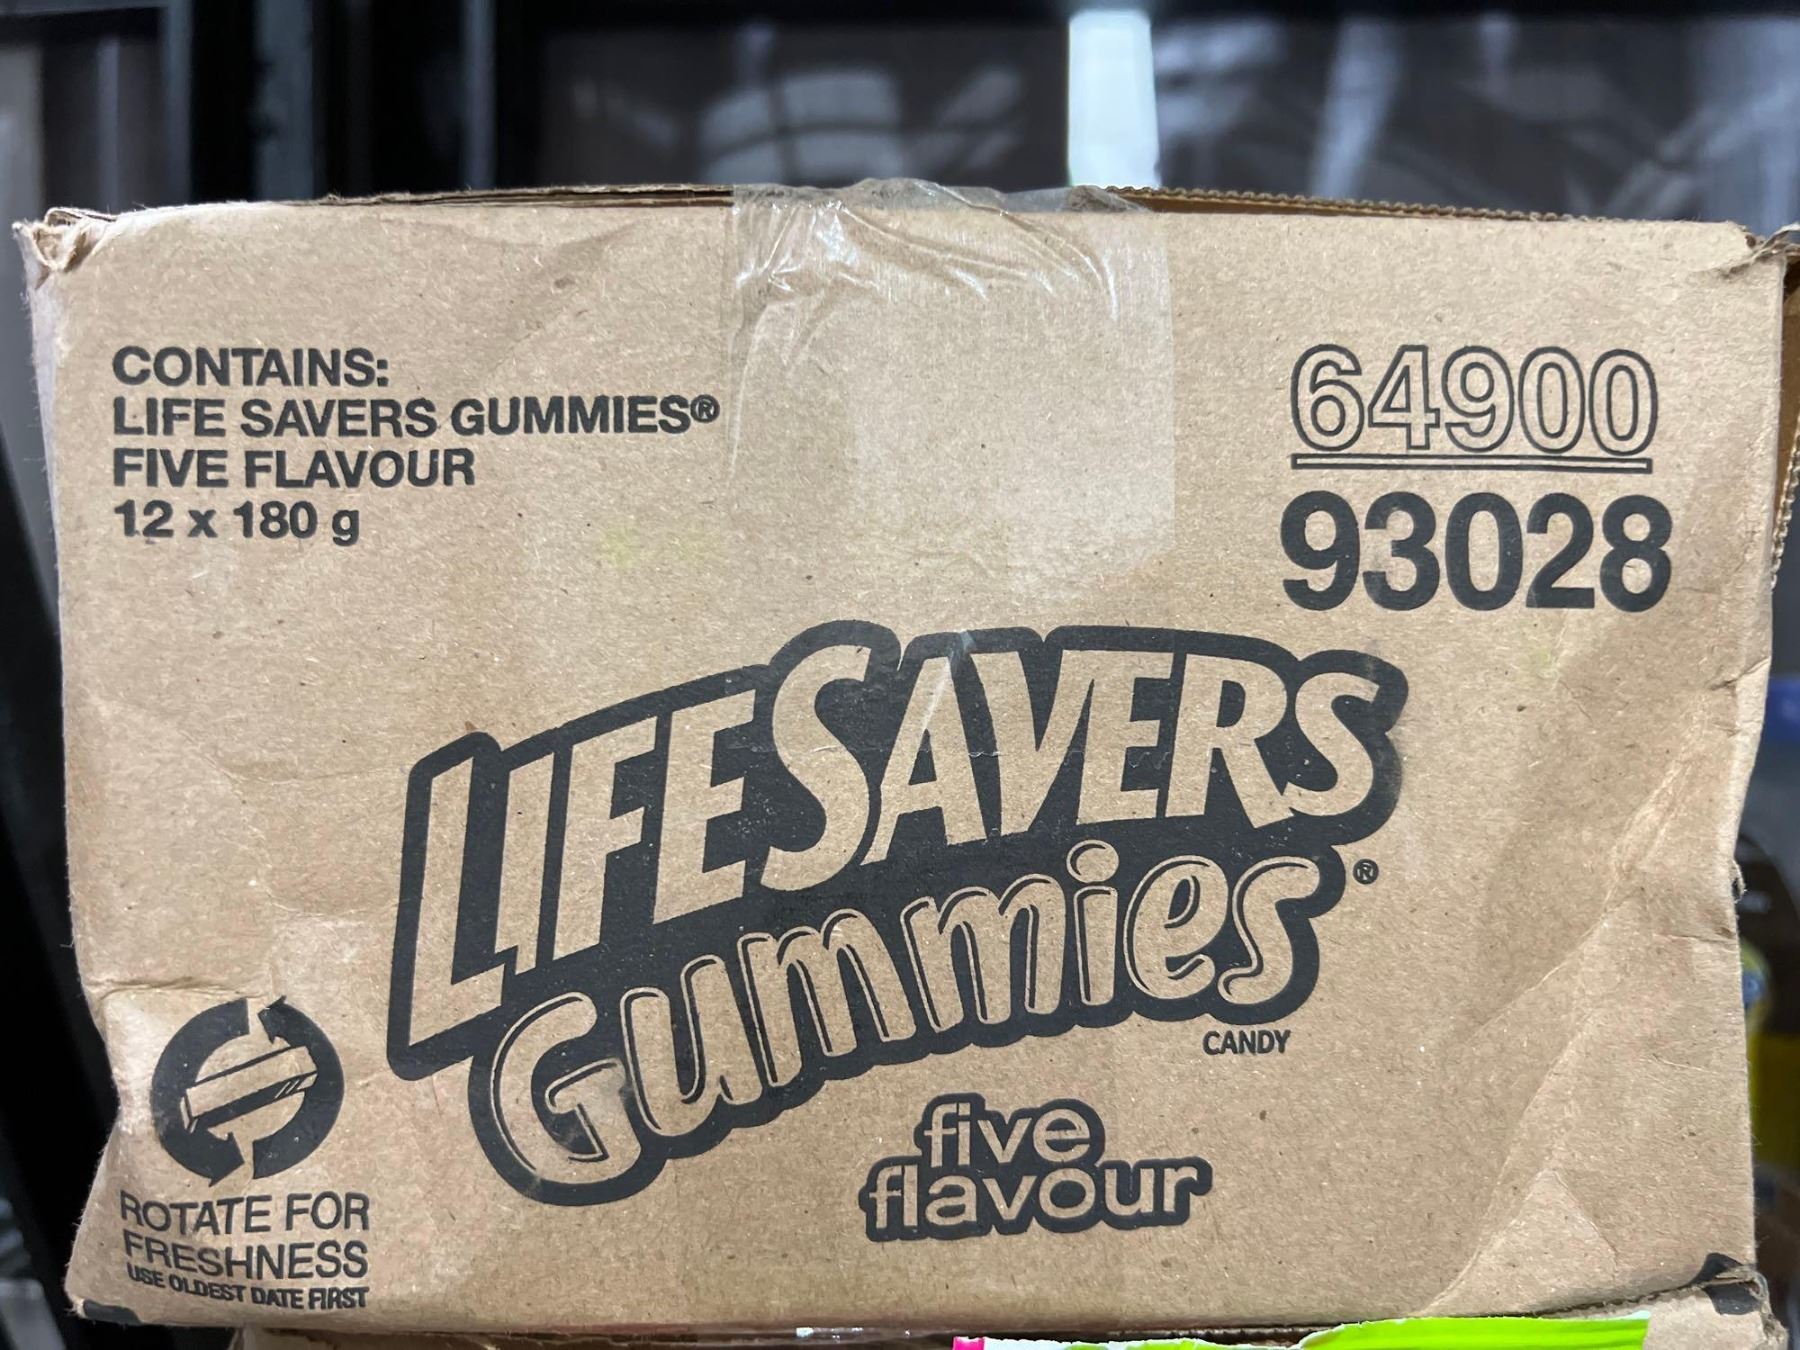 CONTAINS:
LIFE SAVERS GUMMIES®
FIVE FLAVOUR
12 x 180 g
64900
93028
LIFESAVERS
Gummies®
CANDY
five
flavour
ROTATE FOR
FRESHNESS
USE OLDEST DATE FIRST